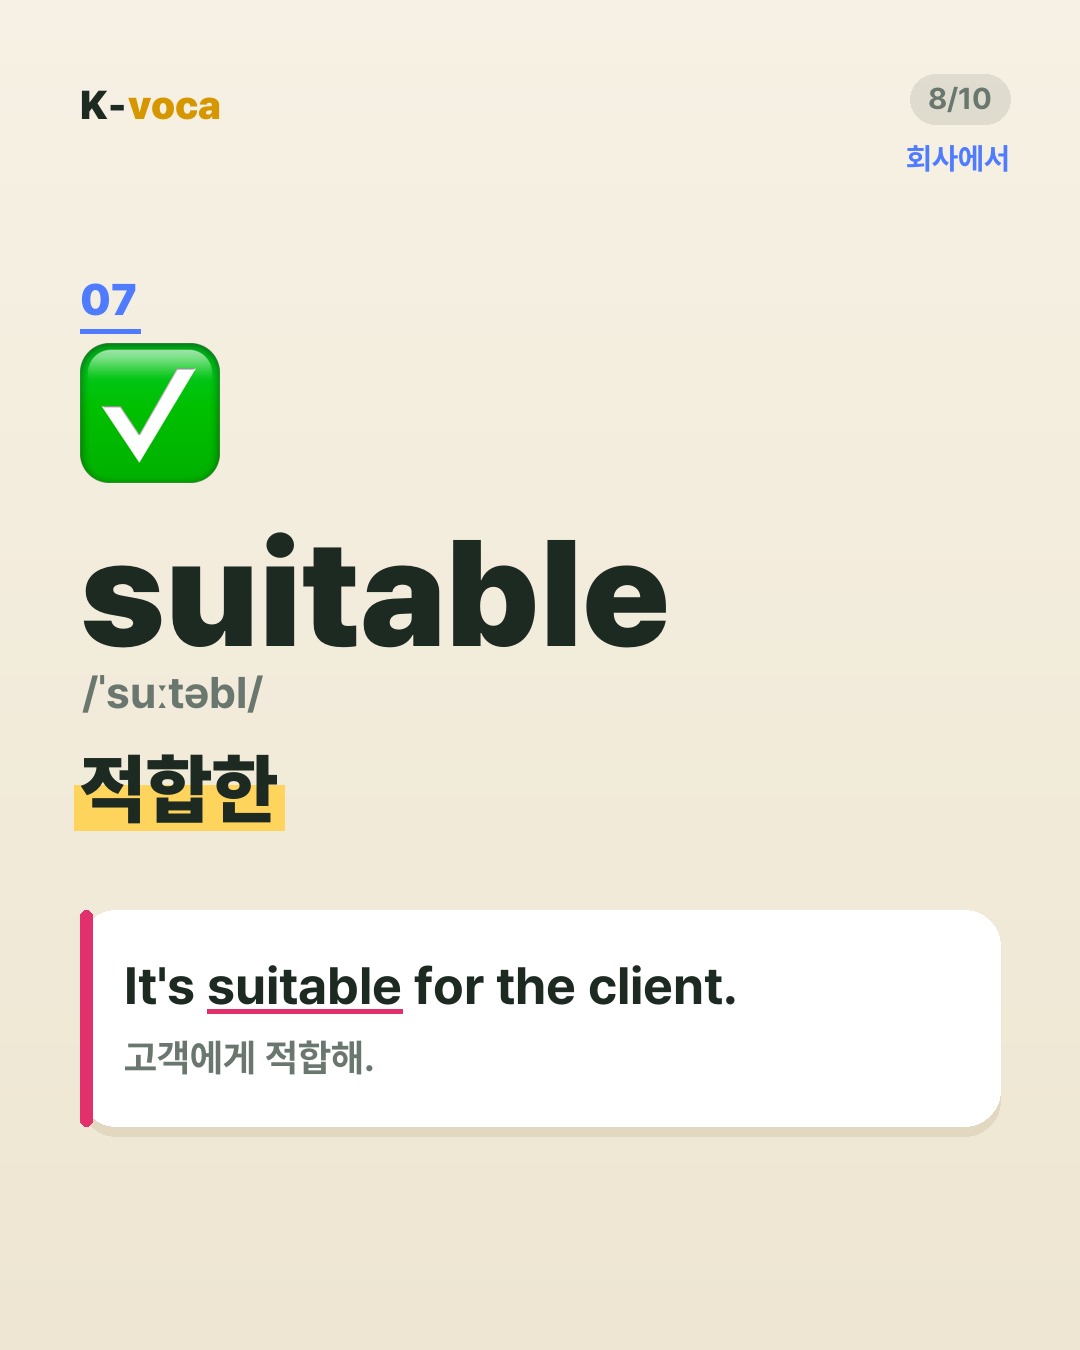 K-voca
8/10
회사에서
07
suitable
/ˈsuːtəbl/
적합한
It's suitable for the client.
고객에게 적합해.